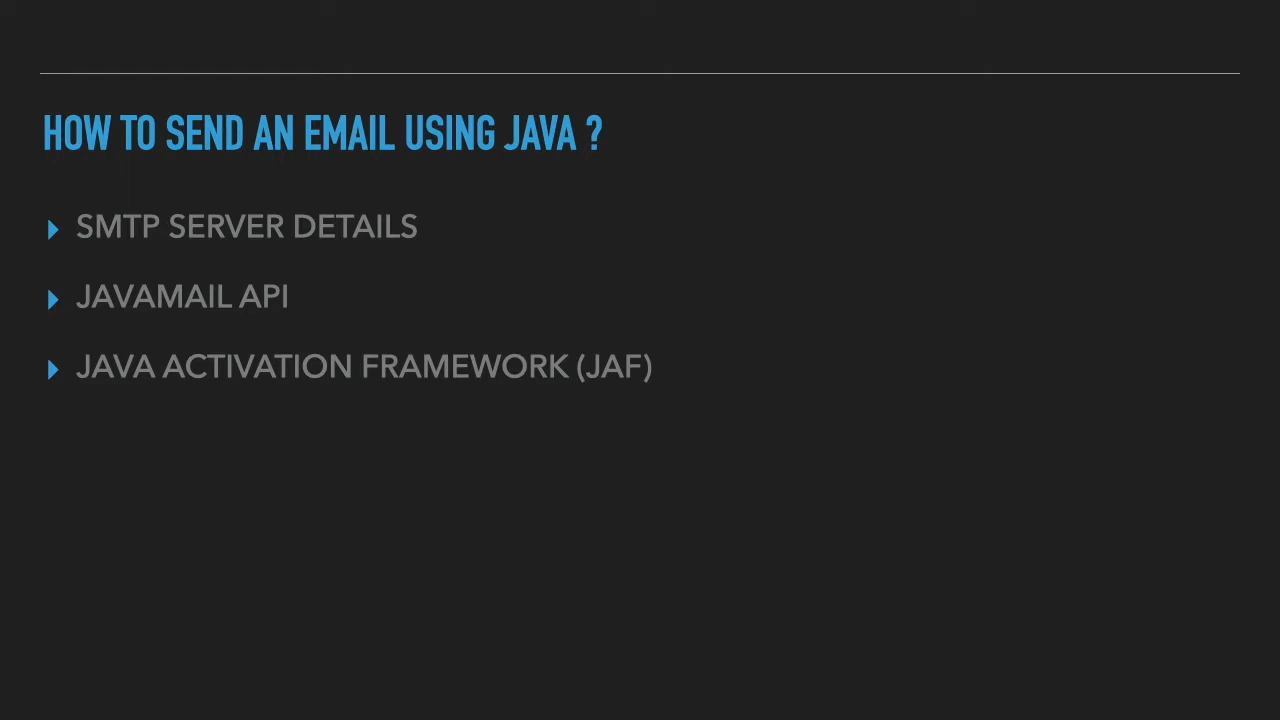 HOW TO SEND AN EMAIL USING JAVA ?
SMTP SERVER DETAILS
JAVAMAIL API
JAVA ACTIVATION FRAMEWORK (JAF)